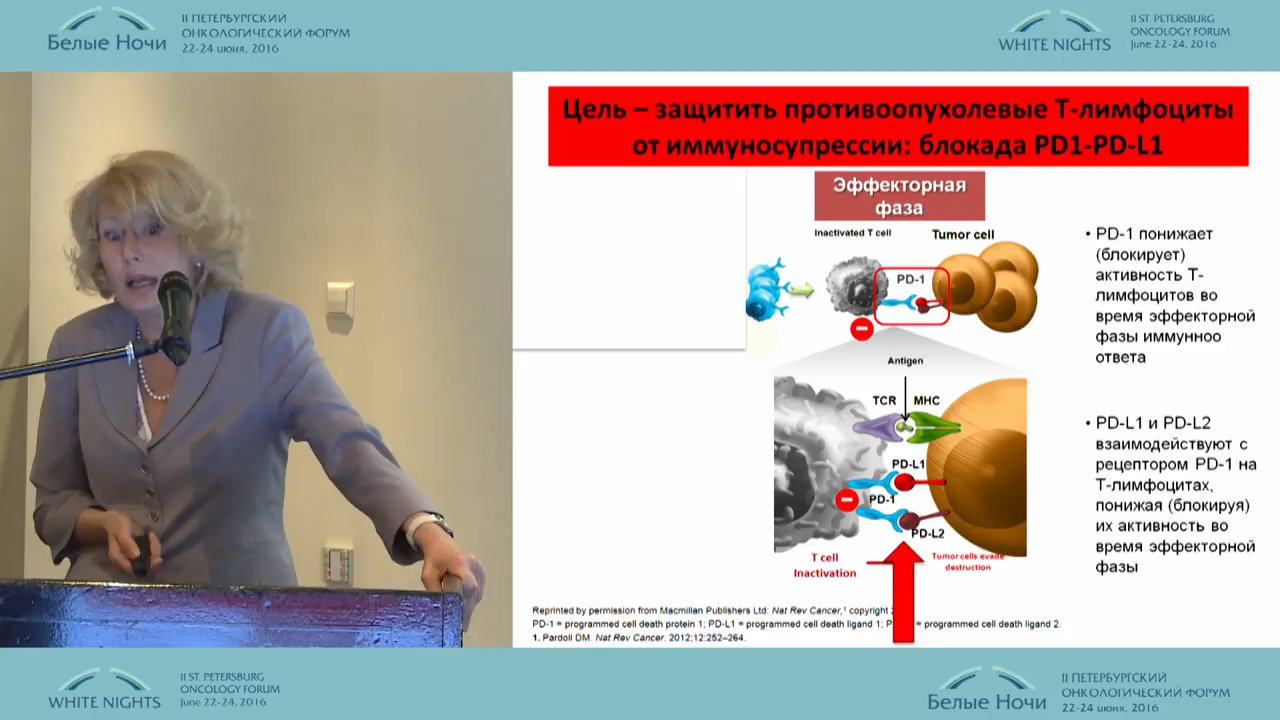 Белые Ночи
II ПЕТЕРБУРГСКИЙ
ОНКОЛОГИЧЕСКИЙ ФОРУМ
22-24 июня, 2016
WHITE NIGHTS
II ST. PETERSBURG
ONCOLOGY FORUM
June 22-24, 2016
Цель – защитить противоопухолевые Т-лимфоциты
от иммуносупрессии: блокада PD1-PD-L1
Эффекторная
фаза
Inactivated T cell
Tumor cell
PD-1
Antigen
TCR
MHC
PD-L1
PD-1
PD-L2
T cell
Inactivation
Tumor cells evade
destruction
• PD-1 понижает
(блокирует)
активность Т-
лимфоцитов во
время эффекторной
фазы иммунноо
ответа
• PD-L1 и PD-L2
взаимодействуют с
рецептором PD-1 на
Т-лимфоцитах,
понижая (блокируя)
их активность во
время эффекторной
фазы
Reprinted by permission from Macmillan Publishers Ltd: Nat Rev Cancer,¹ copyright
PD-1 = programmed cell death protein 1; PD-L1 = programmed cell death ligand 1; P = programmed cell death ligand 2.
1. Pardoll DM. Nat Rev Cancer. 2012;12:252–264.
WHITE NIGHTS
II ST. PETERSBURG
ONCOLOGY FORUM
June 22-24, 2016
Белые Ночи
II ПЕТЕРБУРГСКИЙ
ОНКОЛОГИЧЕСКИЙ ФОРУМ
22-24 июня, 2016